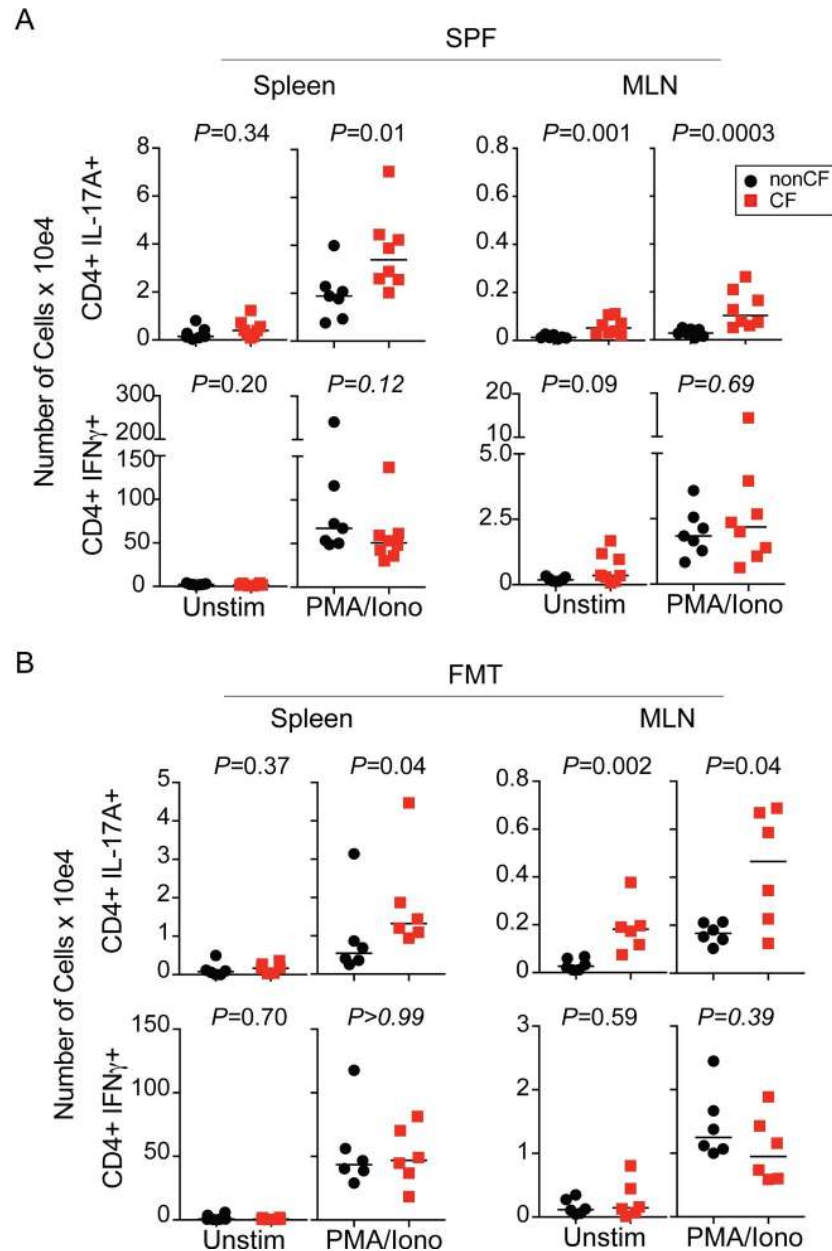 A
SPF
Spleen
MLN
P=0.34
P=0.01
P=0.001
P=0.0003
nonCF
CF
Number of Cells x 10e4
CD4+ IL-17A+
8
6
4
2
0
0.8
0.6
0.4
0.2
0
P=0.20
P=0.12
P=0.09
P=0.69
CD4+ IFNγ+
300
200
150
100
50
0
20
10
5.0
2.5
0
Unstim
PMA/Iono
Unstim
PMA/Iono
B
FMT
Spleen
MLN
P=0.37
P=0.04
P=0.002
P=0.04
Number of Cells x 10e4
CD4+ IL-17A+
5
4
3
2
1
0
0.8
0.6
0.4
0.2
0
P=0.70
P>0.99
P=0.59
P=0.39
CD4+ IFNγ+
150
100
50
0
3
2
1
0
Unstim
PMA/Iono
Unstim
PMA/Iono